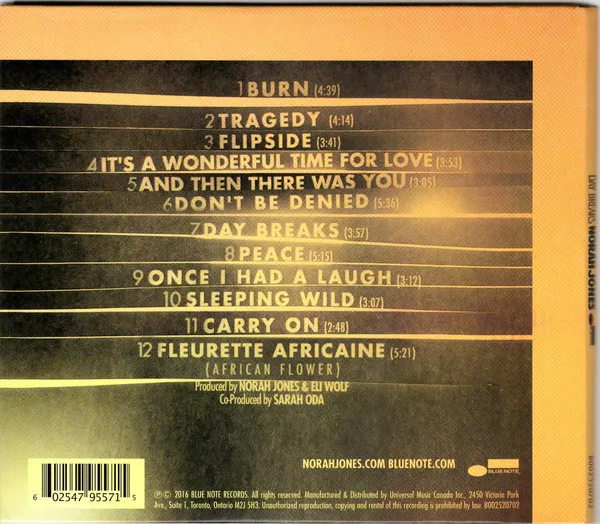 1 BURN (4:39)
2 TRAGEDY (4:14)
3 FLIPSIDE (3:41)
4 IT'S A WONDERFUL TIME FOR LOVE (3:53)
5 AND THEN THERE WAS YOU (3:05)
6 DON'T BE DENIED (5:36)
7 DAY BREAKS (3:57)
8 PEACE (5:15)
9 ONCE I HAD A LAUGH (3:12)
10 SLEEPING WILD (3:07)
11 CARRY ON (2:48)
12 FLEURETTE AFRICAINE (5:21)
(AFRICAN FLOWER)
Produced by NORAH JONES & ELI WOLF
Co-Produced by SARAH ODA
NORAHJONES.COM BLUENOTE.COM
BLUE NOTE
6 02547 95571 5
℗ © 2016 BLUE NOTE RECORDS. All rights reserved. Manufactured & Distributed by Universal Music Canada Inc., 2450 Victoria Park
Ave., Suite 1, Toronto, Ontario M2J 5H3. Unauthorized reproduction, copying and rental of this recording is prohibited by law. B002520702
DAY BREAKS NORAH JONES
B002520702